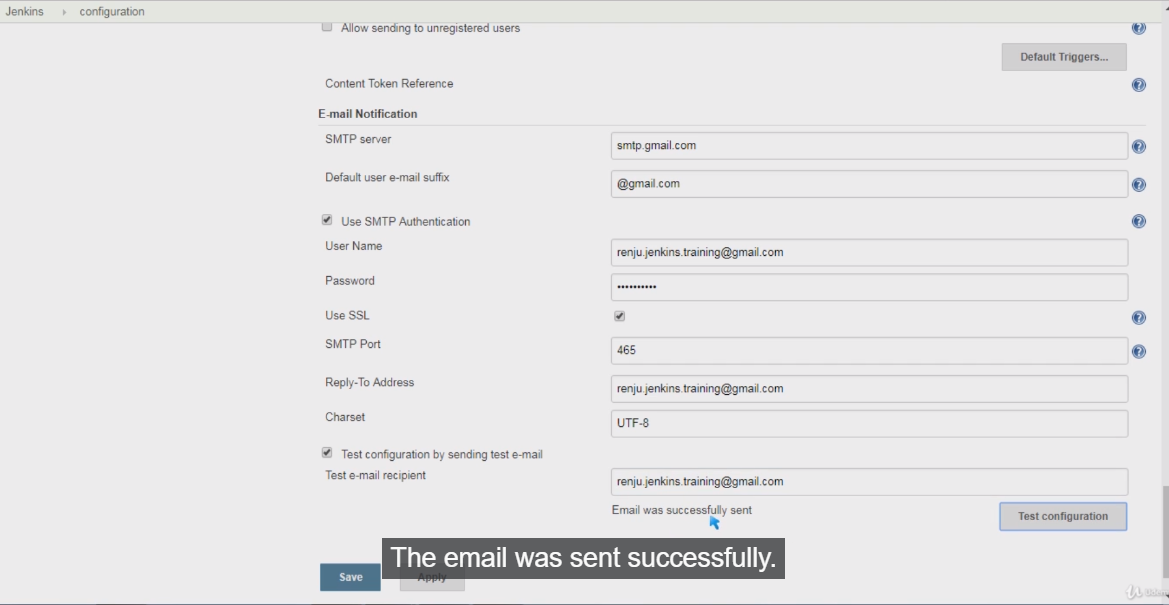 Jenkins configuration
Allow sending to unregistered users
Default Triggers...
Content Token Reference
E-mail Notification
SMTP server smtp.gmail.com
Default user e-mail suffix @gmail.com
Use SMTP Authentication
User Name renju.jenkins.training@gmail.com
Password ••••••••••
Use SSL
SMTP Port 465
Reply-To Address renju.jenkins.training@gmail.com
Charset UTF-8
Test configuration by sending test e-mail
Test e-mail recipient renju.jenkins.training@gmail.com
Email was successfully sent
Test configuration
The email was sent successfully.
Save Apply